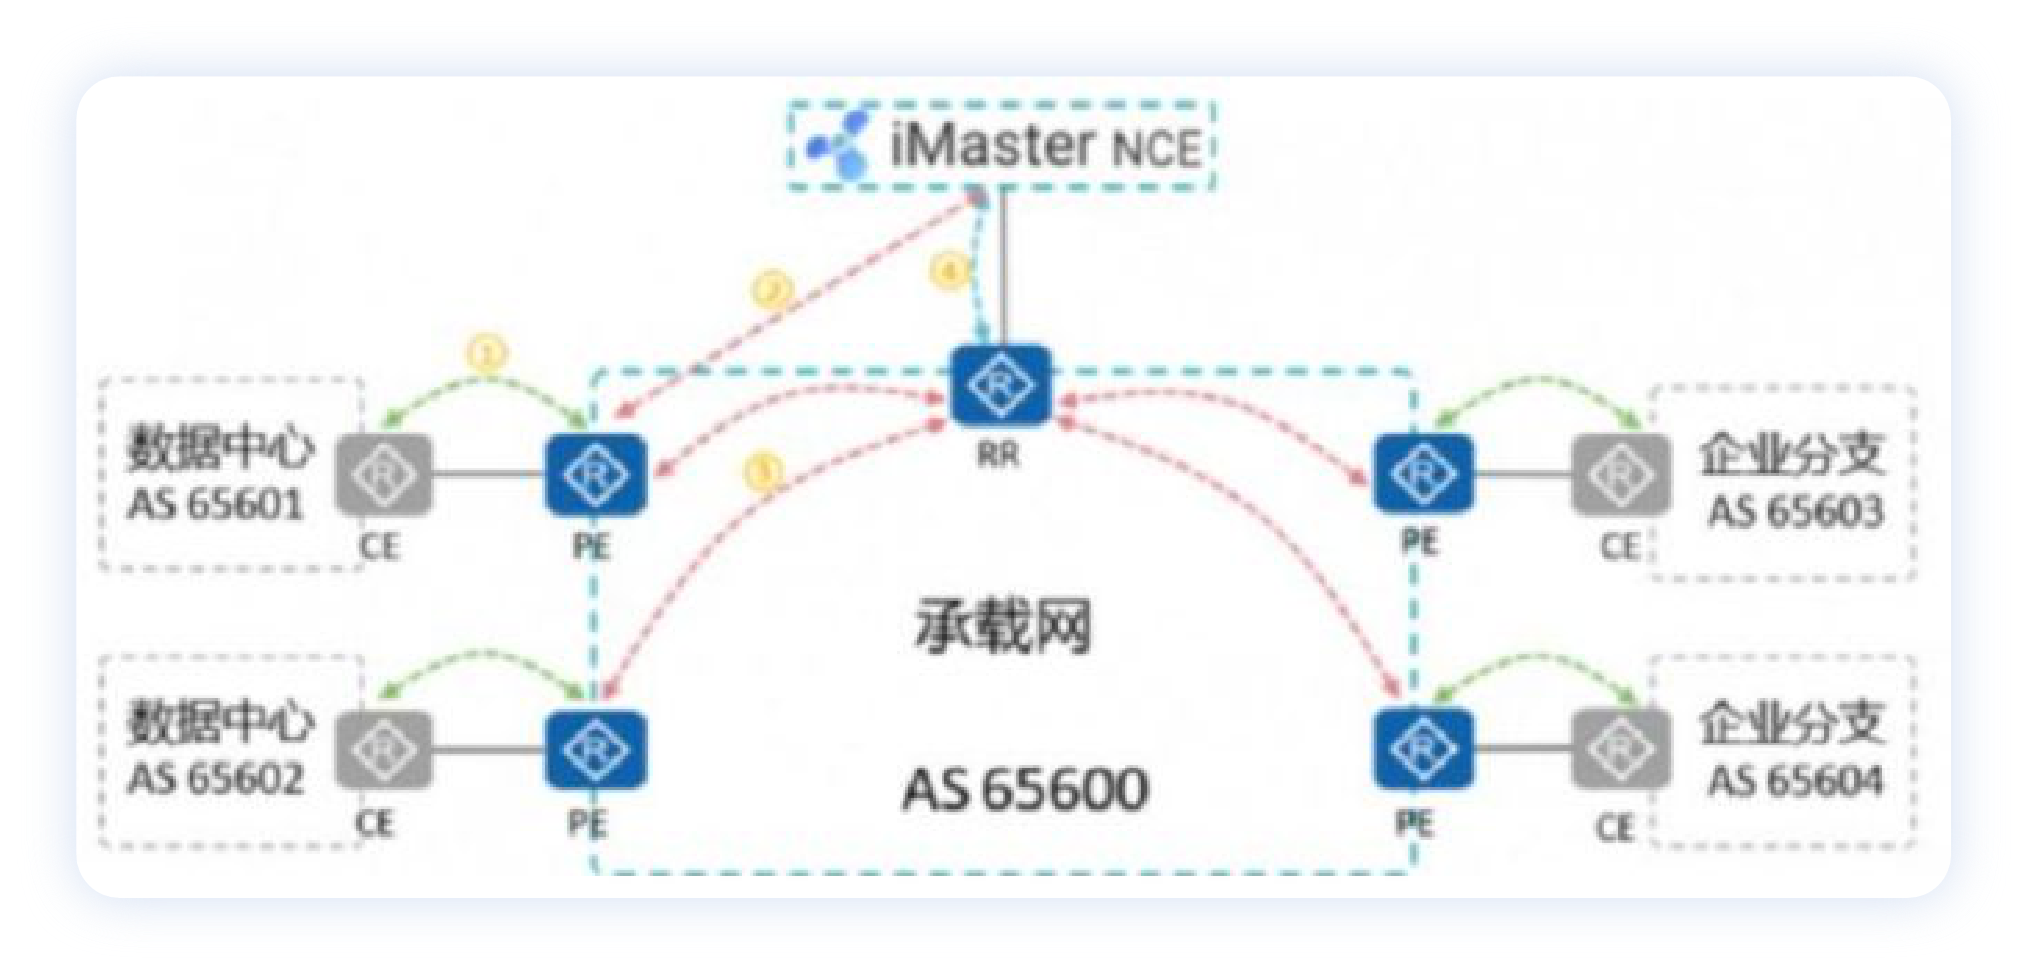 iMaster NCE
④
②
①
R
RR
数据中心
AS 65601
R
CE
R
PE
③
R
PE
R
CE
企业分支
AS 65603
承载网
AS 65600
数据中心
AS 65602
R
CE
R
PE
R
PE
R
CE
企业分支
AS 65604